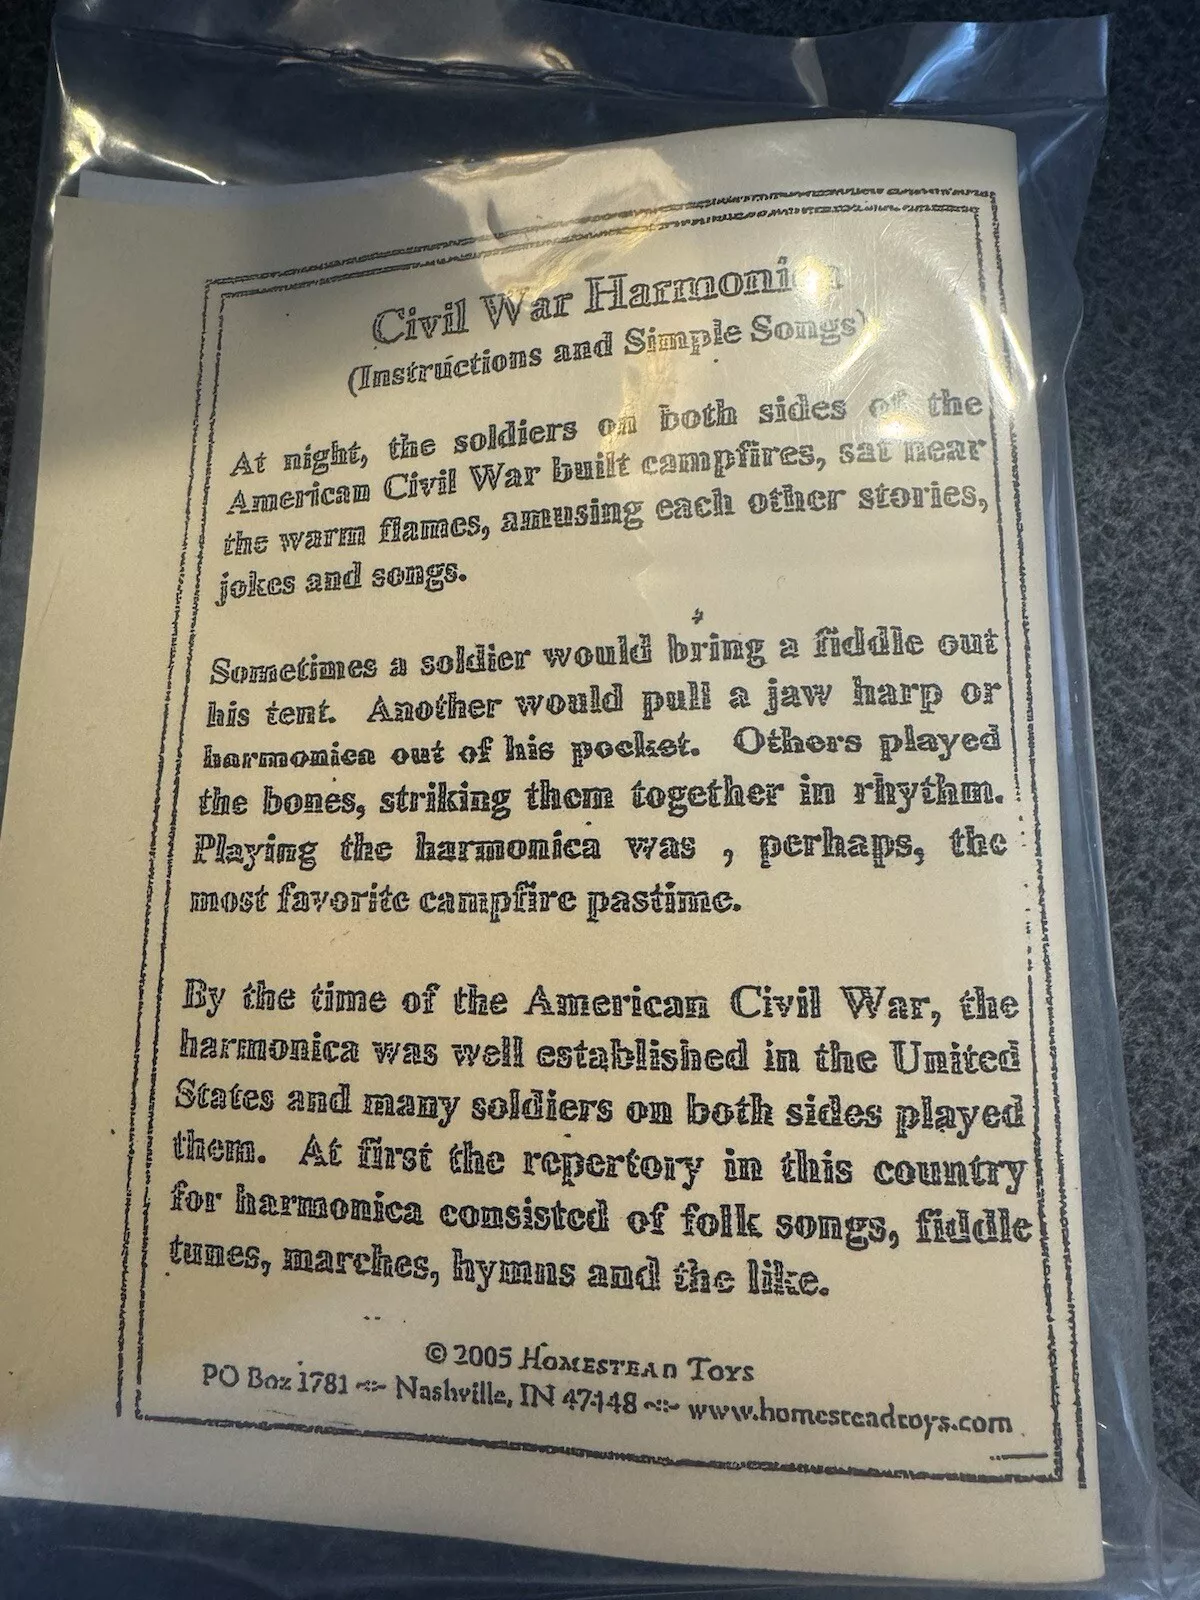 Civil War Harmonica
(Instructions and Simple Songs)
At night, the soldiers on both sides of the
American Civil War built campfires, sat near
the warm flames, amusing each other stories,
jokes and songs.
Sometimes a soldier would bring a fiddle out
his tent. Another would pull a jaw harp or
harmonica out of his pocket. Others played
the bones, striking them together in rhythm.
Playing the harmonica was , perhaps, the
most favorite campfire pastime.
By the time of the American Civil War, the
harmonica was well established in the United
States and many soldiers on both sides played
them. At first the repertory in this country
for harmonica consisted of folk songs, fiddle
tunes, marches, hymns and the like.
© 2005 HOMESTEAD TOYS
PO Box 1781 -::- Nashville, IN 47448 -::- www.homesteadtoys.com